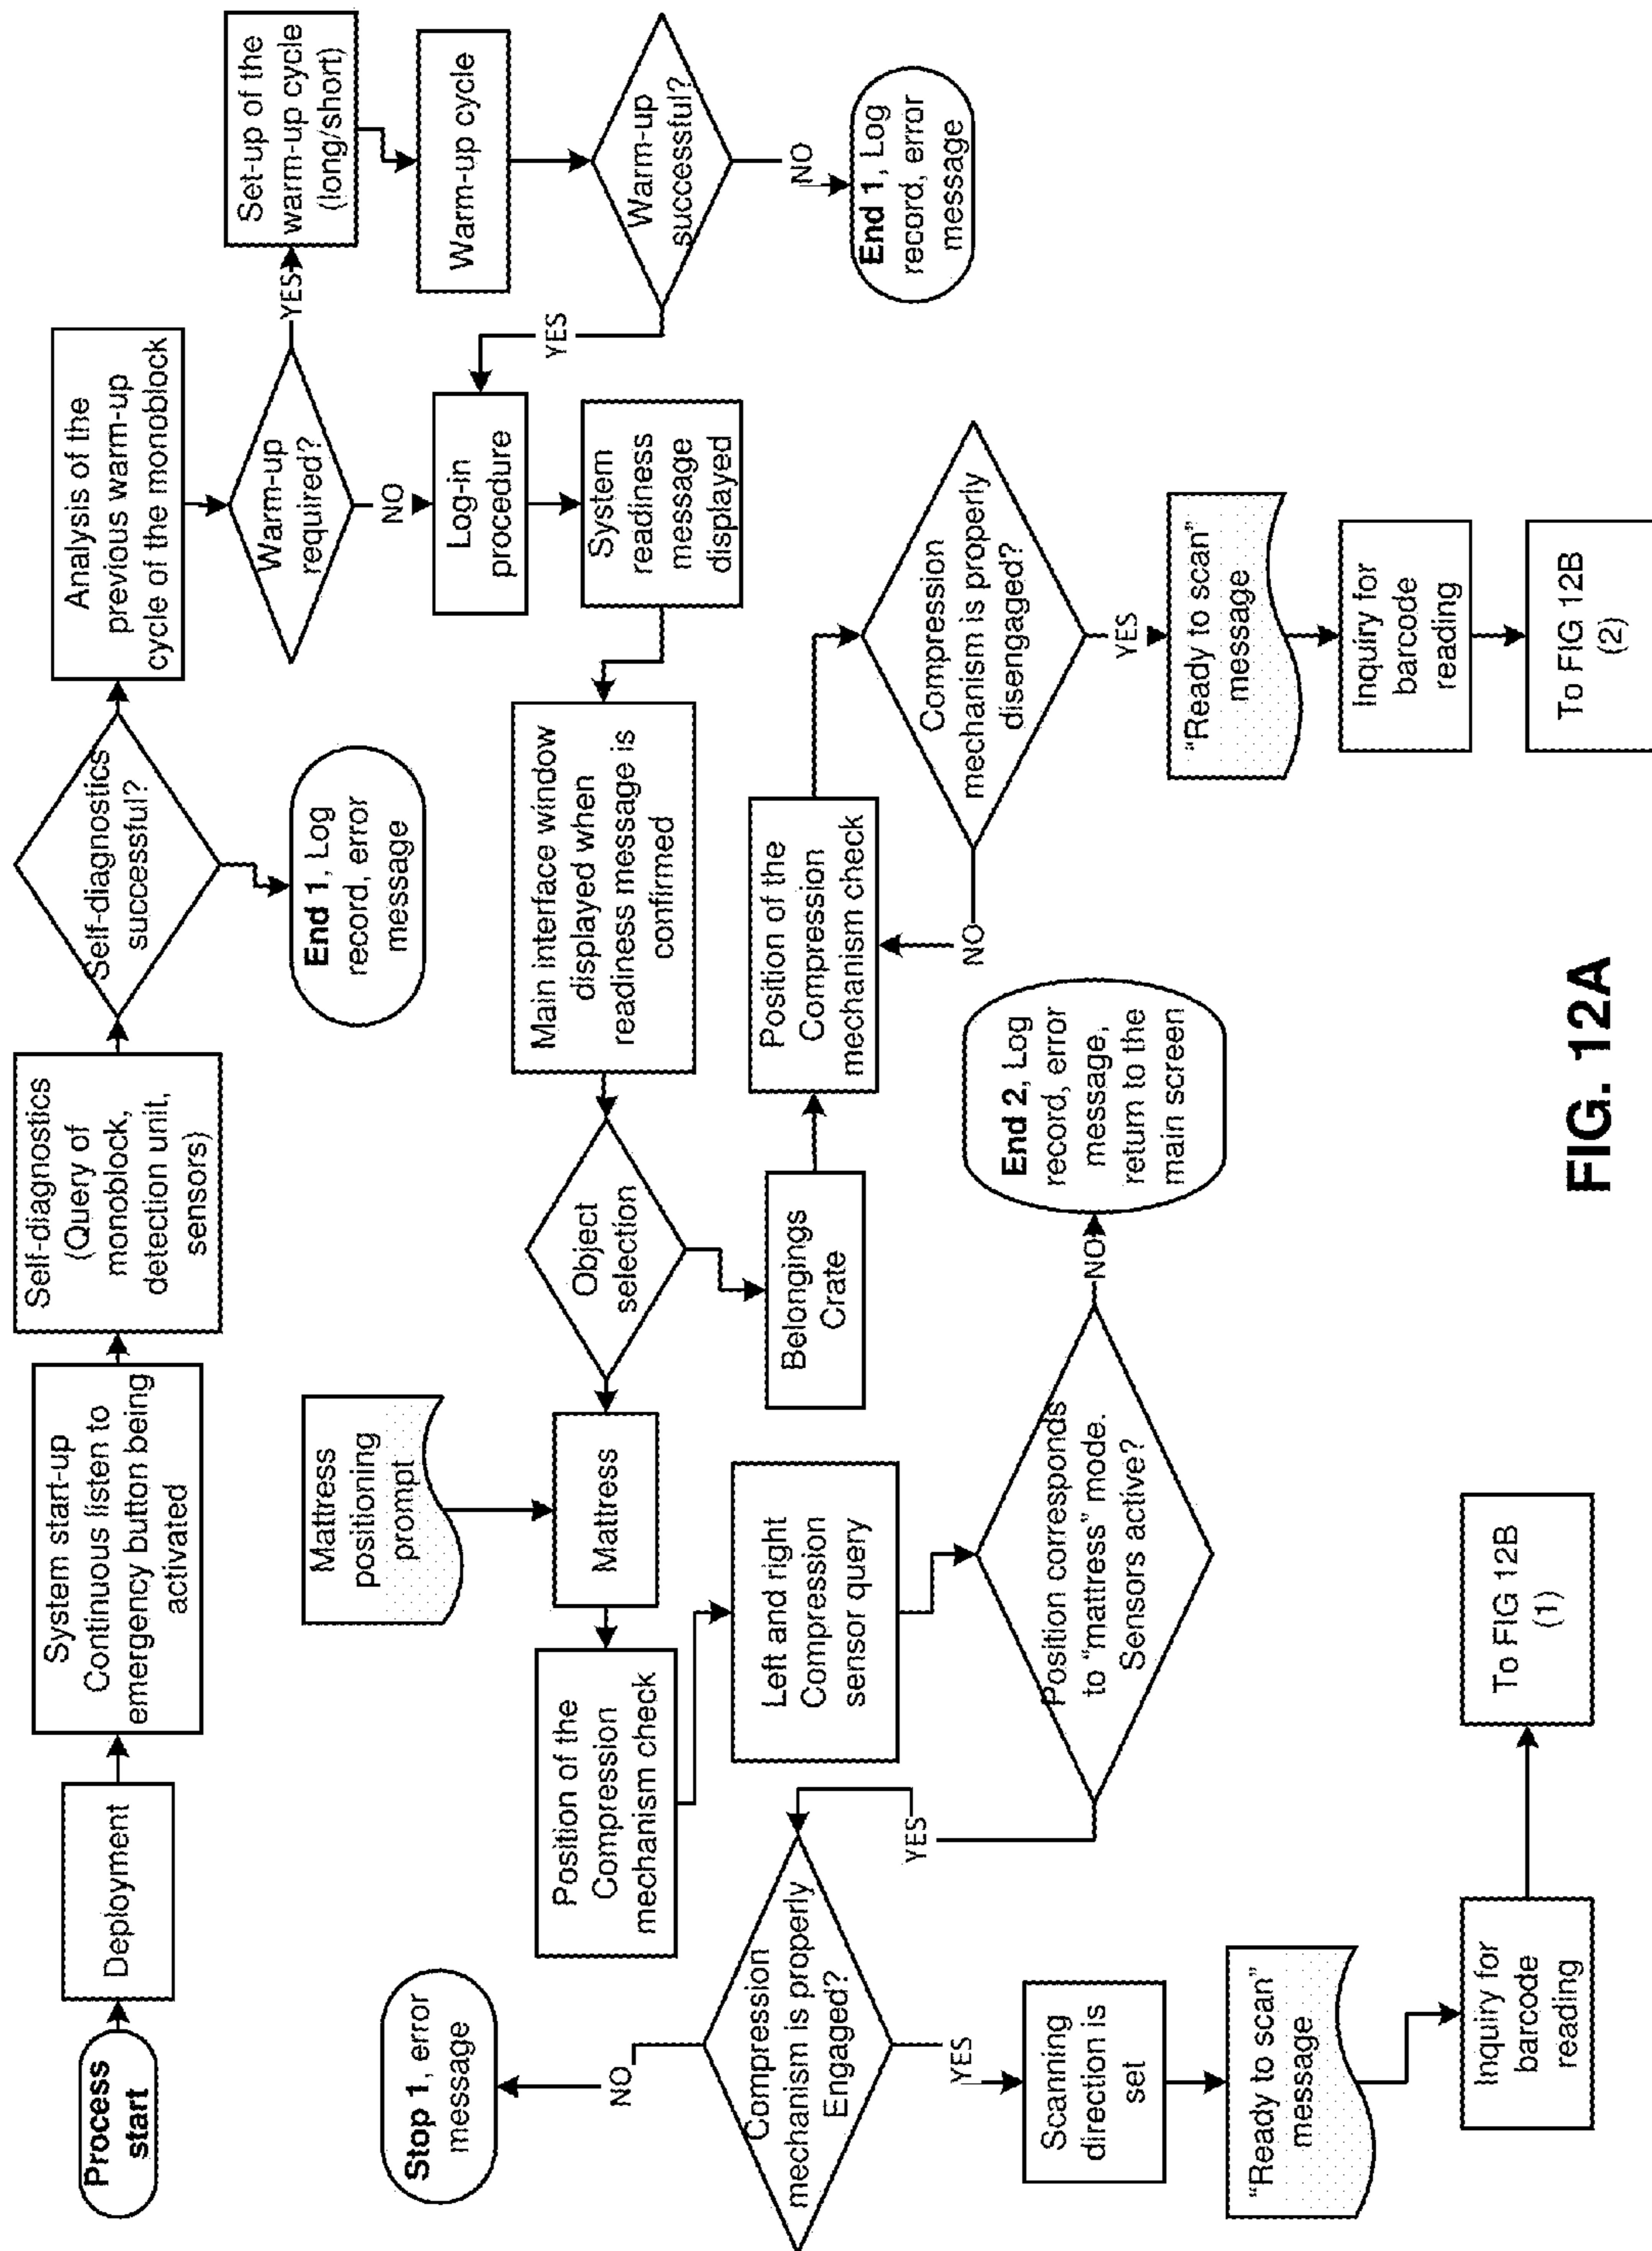 Process
start
Deployment
System start-up
Continuous listen to
emergency button being
activated
Self-diagnostics
(Query of
monoblock,
detection unit,
sensors)
Self-diagnostics
successful?
End 1, Log
record, error
message
Analysis of the
previous warm-up
cycle of the monoblock
Warm-up
required?
YES
NO
Set-up of the
warm-up cycle
(long/short)
Warm-up cycle
Warm-up
successful?
YES
NO
End 1, Log
record, error
message
Log-in
procedure
System
readiness
message
displayed
Main interface window
displayed when
readiness message is
confirmed
Object
selection
Mattress
positioning
prompt
Mattress
Belongings
Crate
Position of the
Compression
mechanism check
Compression
mechanism is properly
disengaged?
NO
YES
"Ready to scan"
message
Inquiry for
barcode
reading
To FIG 12B
(2)
Position of the
Compression
mechanism check
Left and right
Compression
sensor query
Position corresponds
to "mattress" mode.
Sensors active?
NO
End 2, Log
record, error
message,
return to the
main screen
YES
Compression
mechanism is properly
Engaged?
NO
Stop 1, error
message
YES
Scanning
direction is
set
"Ready to scan"
message
Inquiry for
barcode
reading
To FIG 12B
(1)
FIG. 12A